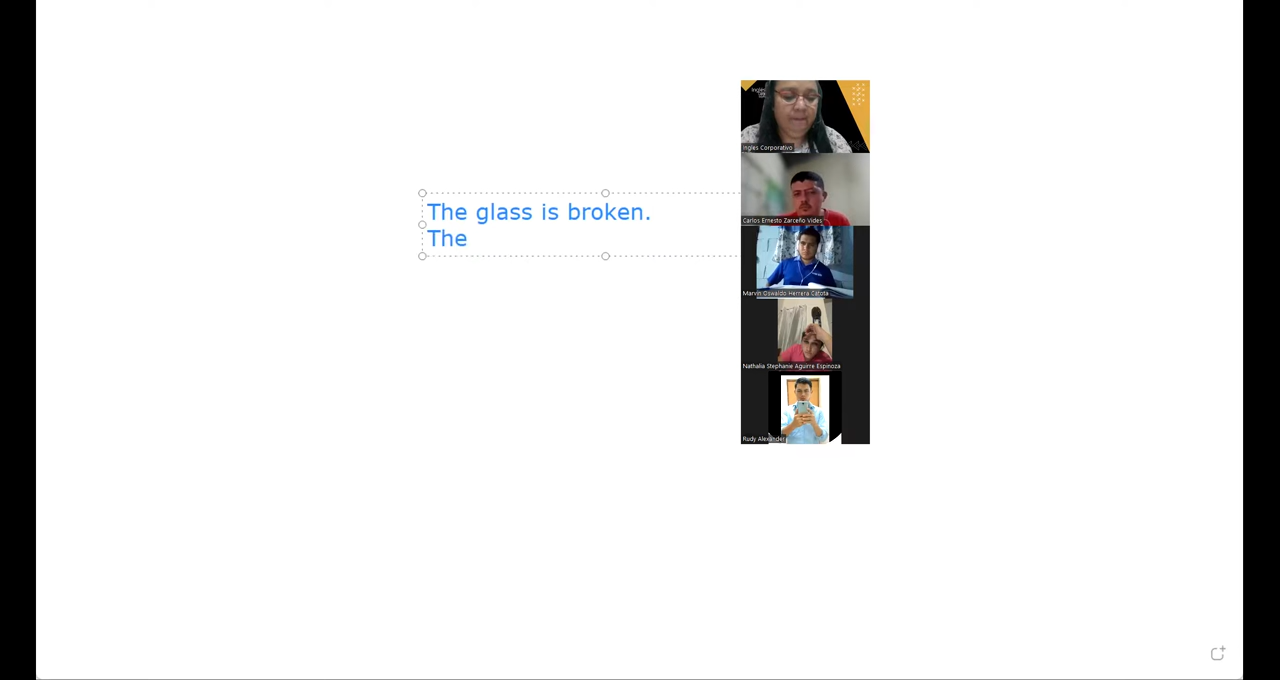 The glass is broken.
The
Ingles
Ingles Corporativo
Carlos Ernesto Zarceño Vides
Marvin Oswaldo Herrera Catota
Nathalia Stephanie Aguirre Espinoza
Rudy Alexander